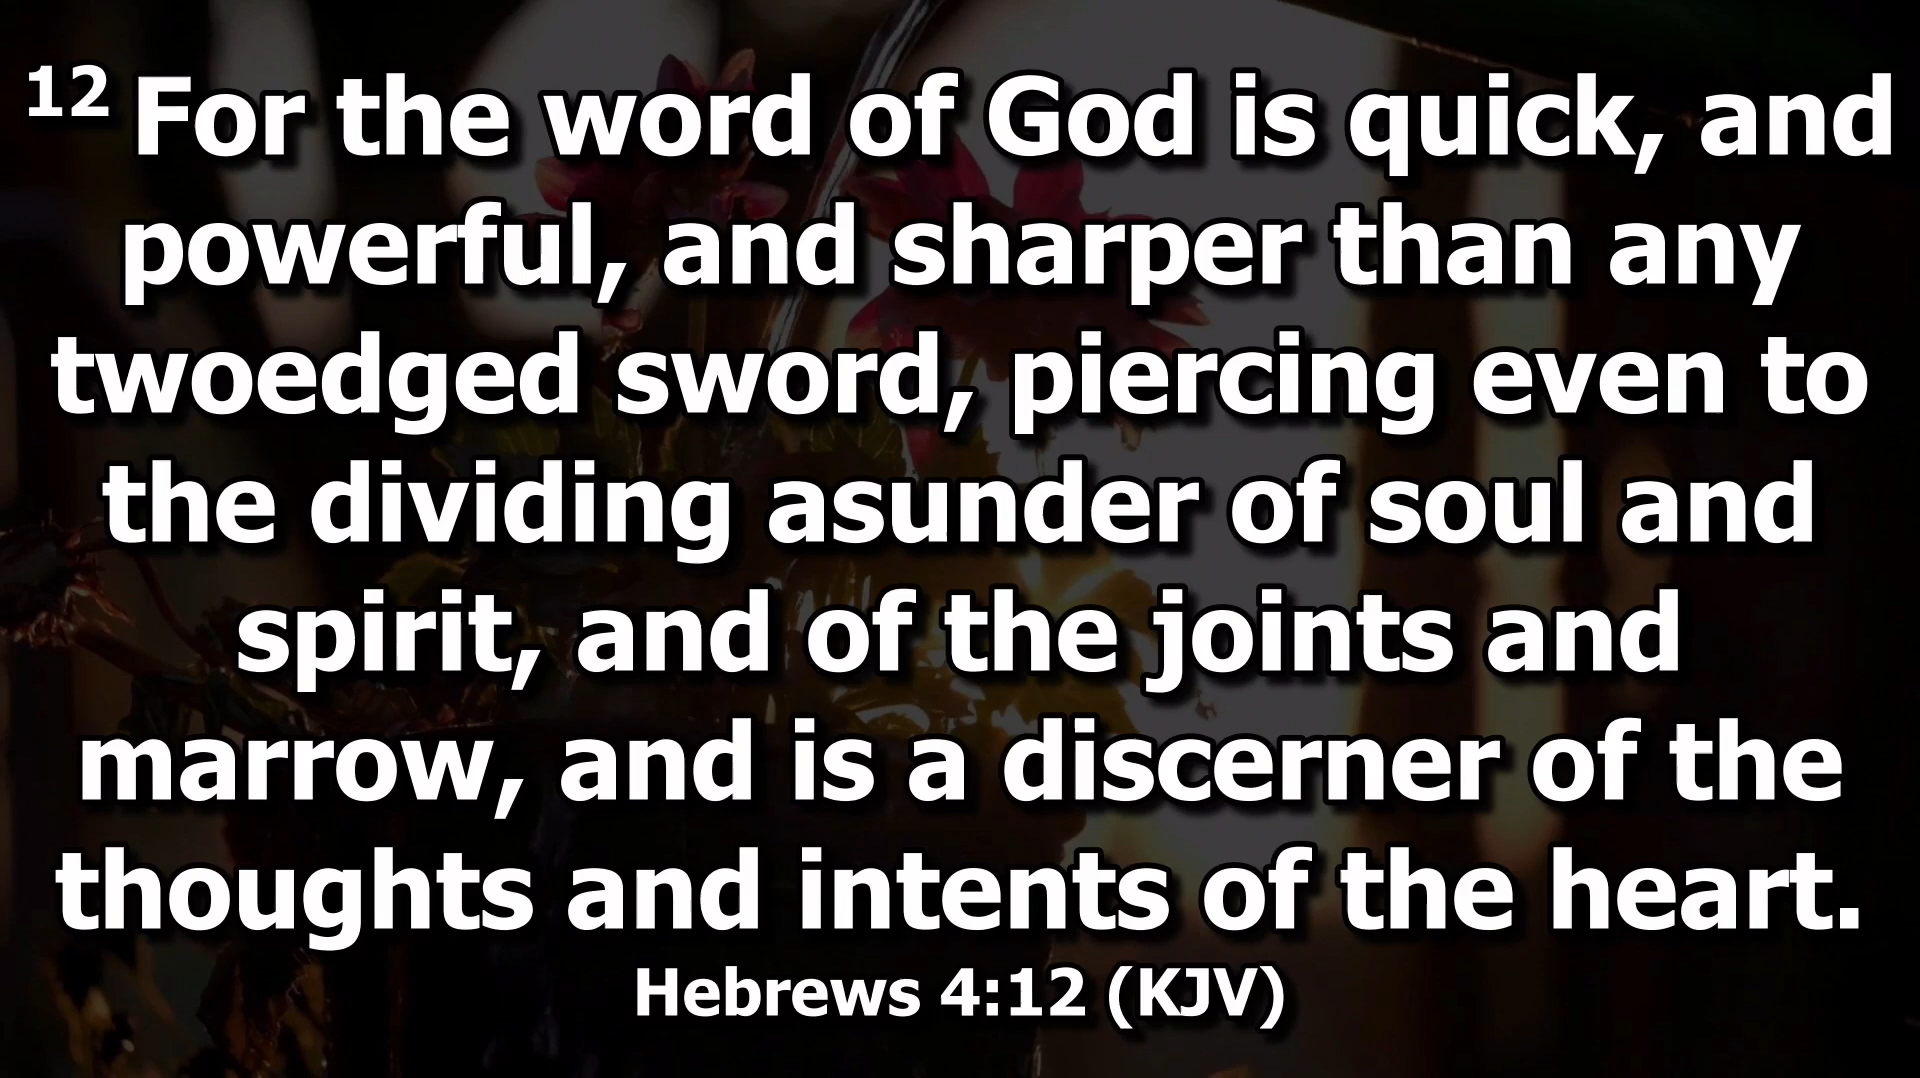 12 For the word of God is quick, and
powerful, and sharper than any
twoedged sword, piercing even to
the dividing asunder of soul and
spirit, and of the joints and
marrow, and is a discerner of the
thoughts and intents of the heart.
Hebrews 4:12 (KJV)